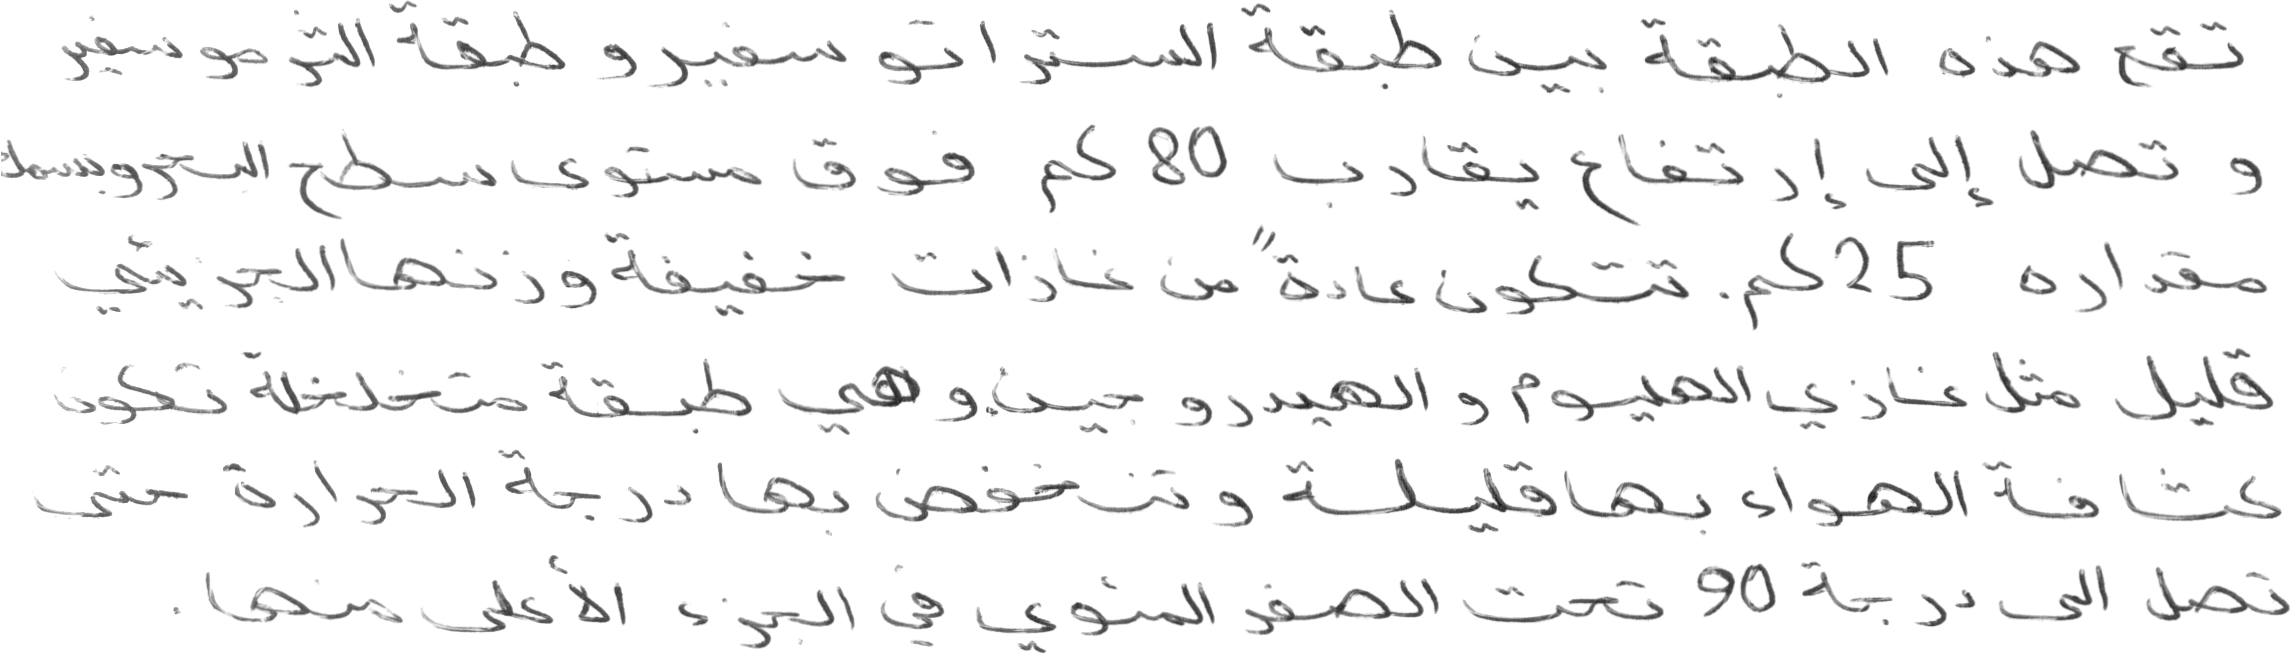 تقع هذه الطبقة بين طبقة الستراتوسفير و طبقة الثرموسفير
و تصل إلى إرتفاع يقارب 80 كم فوق مستوى سطح البحر وبسمك
مقداره 25 كم. تتكون عادةً من غازات خفيفة وزنها الجزيئي
قليل مثل غازي الهليوم و الهيدروجين. و هي طبقة متخلخلة تكون
كثافة الهواء بها قليلة و تنخفض بها درجة الحرارة حتى
تصل الى درجة 90 تحت الصفر المئوي في الجزء الأعلى منها.